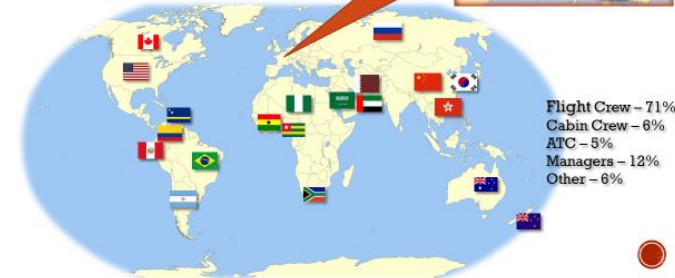 Flight Crew – 71%
Cabin Crew – 6%
ATC – 5%
Managers – 12%
Other – 6%